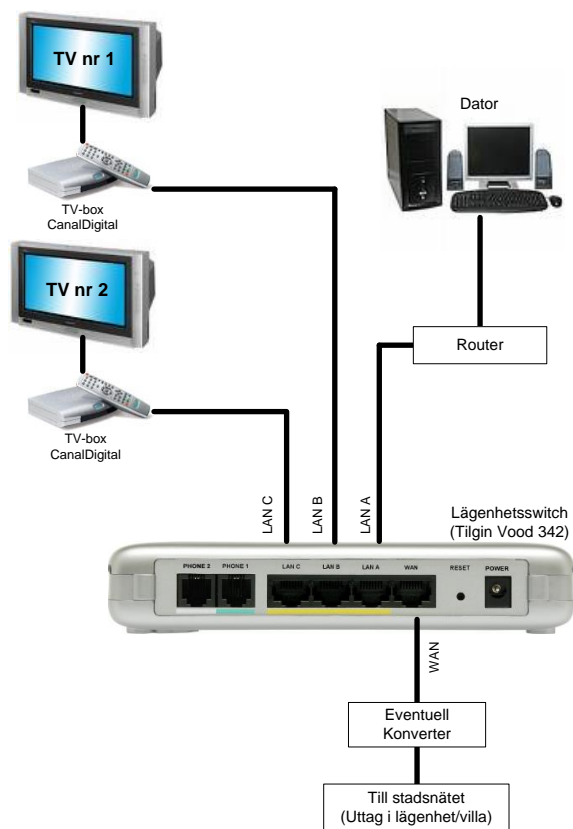 TV nr 1
TV-box
CanalDigital
TV nr 2
TV-box
CanalDigital
Dator
Router
LAN C
LAN B
LAN A
Lägenhetsswitch
(Tilgin Vood 342)
PHONE 2 PHONE 1 LAN C LAN B LAN A WAN RESET POWER
WAN
Eventuell
Konverter
Till stadsnätet
(Uttag i lägenhet/villa)